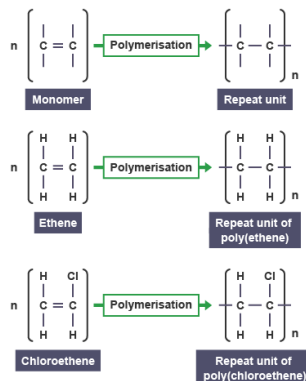 n C = C Polymerisation C C n
Monomer Repeat unit
H H H H
n C = C Polymerisation C C n
H H H H
Ethene Repeat unit of
poly(ethene)
H Cl H Cl
n C = C Polymerisation C C n
H H H H
Chloroethene Repeat unit of
poly(chloroethene)